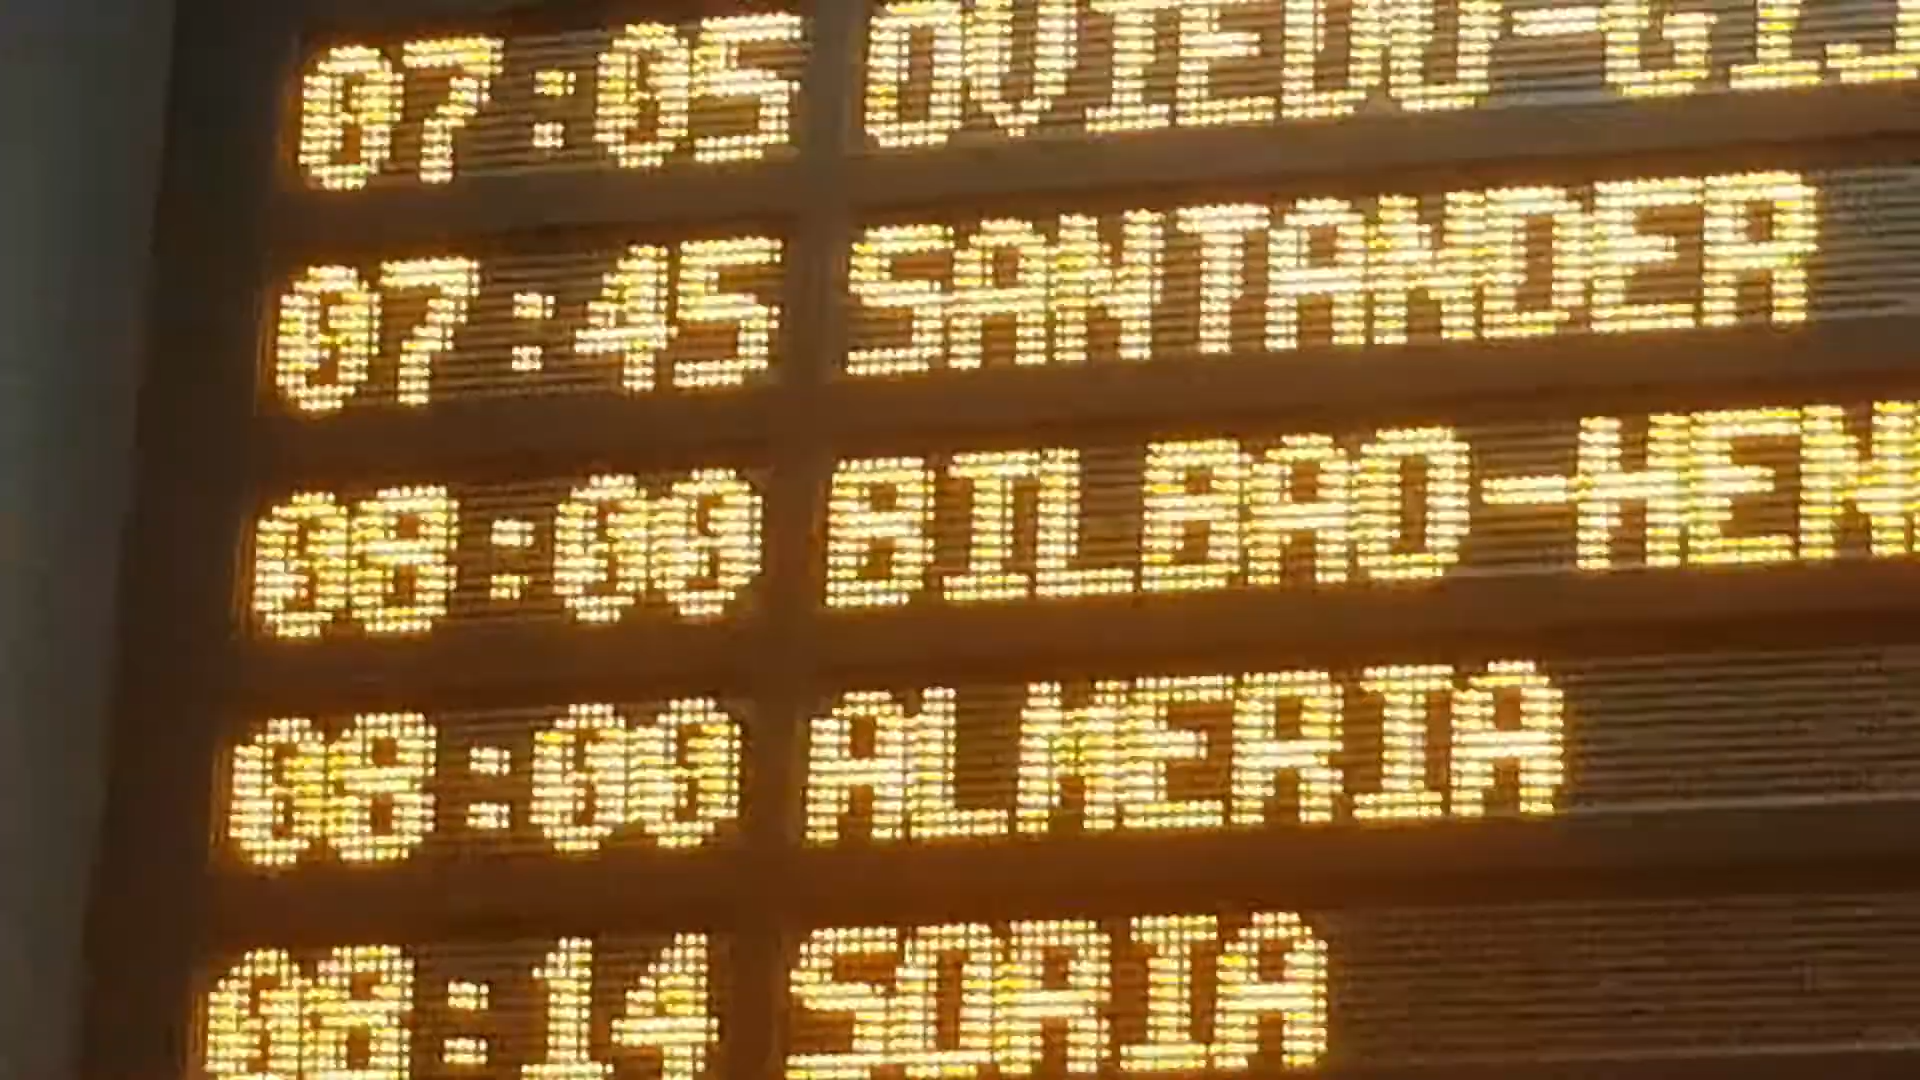 07:05 OVIEDO-GIJ
07:45 SANTANDER
08:00 BILBAO-HEN
08:00 ALMERIA
08:14 SORIA